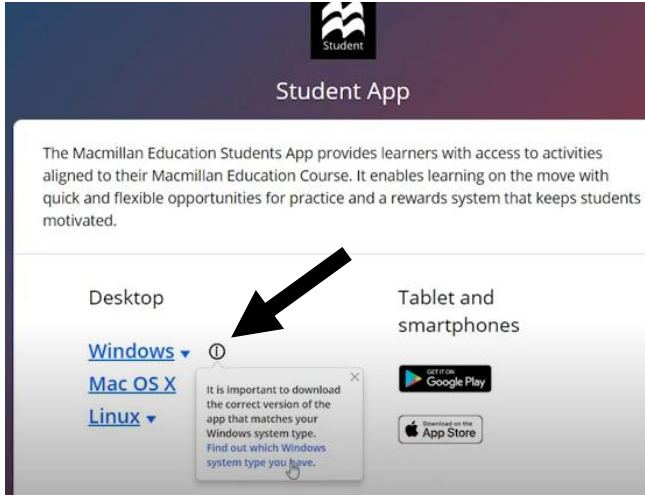 Student
Student App
The Macmillan Education Students App provides learners with access to activities
aligned to their Macmillan Education Course. It enables learning on the move with
quick and flexible opportunities for practice and a rewards system that keeps students
motivated.
Desktop
Windows
Mac OS X
Linux
It is important to download
the correct version of the
app that matches your
Windows system type.
Find out which Windows
system type you have.
Tablet and
smartphones
GET IT ON
Google Play
Download on the
App Store